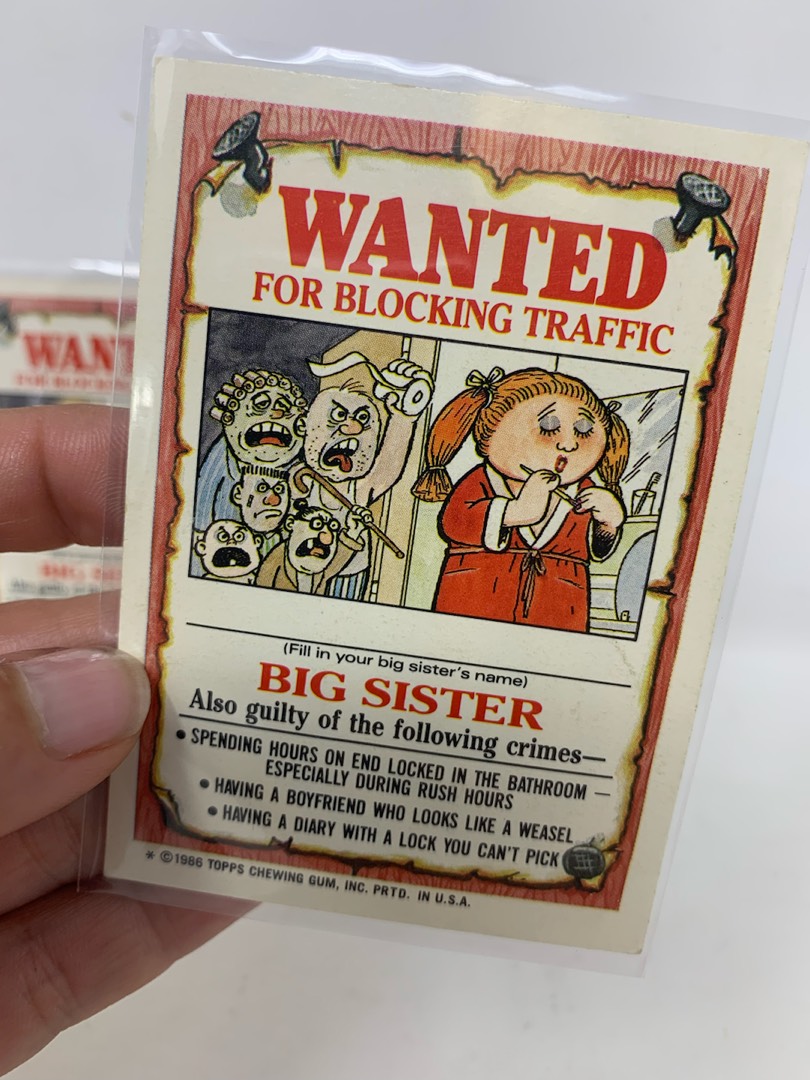 WANTED
FOR BLOCKING TRAFFIC
(Fill in your big sister's name)
BIG SISTER
Also guilty of the following crimes—
• SPENDING HOURS ON END LOCKED IN THE BATHROOM —
ESPECIALLY DURING RUSH HOURS
• HAVING A BOYFRIEND WHO LOOKS LIKE A WEASEL
• HAVING A DIARY WITH A LOCK YOU CAN'T PICK
* ©1986 TOPPS CHEWING GUM, INC. PRTD. IN U.S.A.
WAN